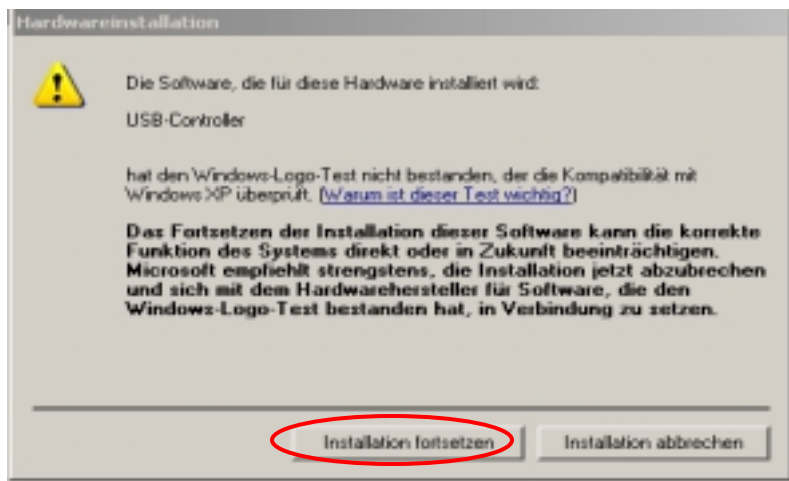 Hardwareinstallation
Die Software, die für diese Hardware installiert wird:
USB-Controller
hat den Windows-Logo-Test nicht bestanden, der die Kompatibilität mit
Windows XP überprüft. (Warum ist dieser Test wichtig?)
Das Fortsetzen der Installation dieser Software kann die korrekte
Funktion des Systems direkt oder in Zukunft beeinträchtigen.
Microsoft empfiehlt strengstens, die Installation jetzt abzubrechen
und sich mit dem Hardwarehersteller für Software, die den
Windows-Logo-Test bestanden hat, in Verbindung zu setzen.
Installation fortsetzen
Installation abbrechen